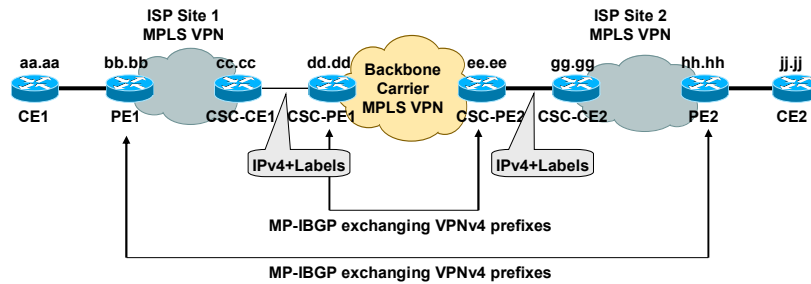 ISP Site 1
MPLS VPN
ISP Site 2
MPLS VPN
aa.aa
bb.bb
cc.cc
dd.dd
ee.ee
gg.gg
hh.hh
jj.jj
Backbone
Carrier
MPLS VPN
CE1
PE1
CSC-CE1
CSC-PE1
CSC-PE2
CSC-CE2
PE2
CE2
IPv4+Labels
IPv4+Labels
MP-IBGP exchanging VPNv4 prefixes
MP-IBGP exchanging VPNv4 prefixes